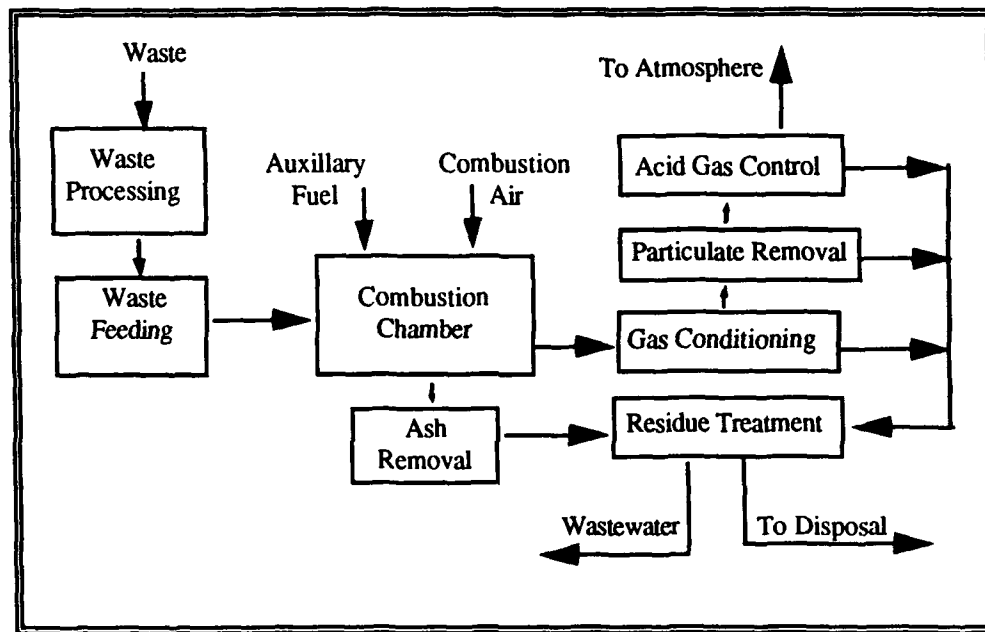 Waste
Waste
Processing
Waste
Feeding
Auxillary
Fuel
Combustion
Air
Combustion
Chamber
Ash
Removal
To Atmosphere
Acid Gas Control
Particulate Removal
Gas Conditioning
Residue Treatment
Wastewater
To Disposal